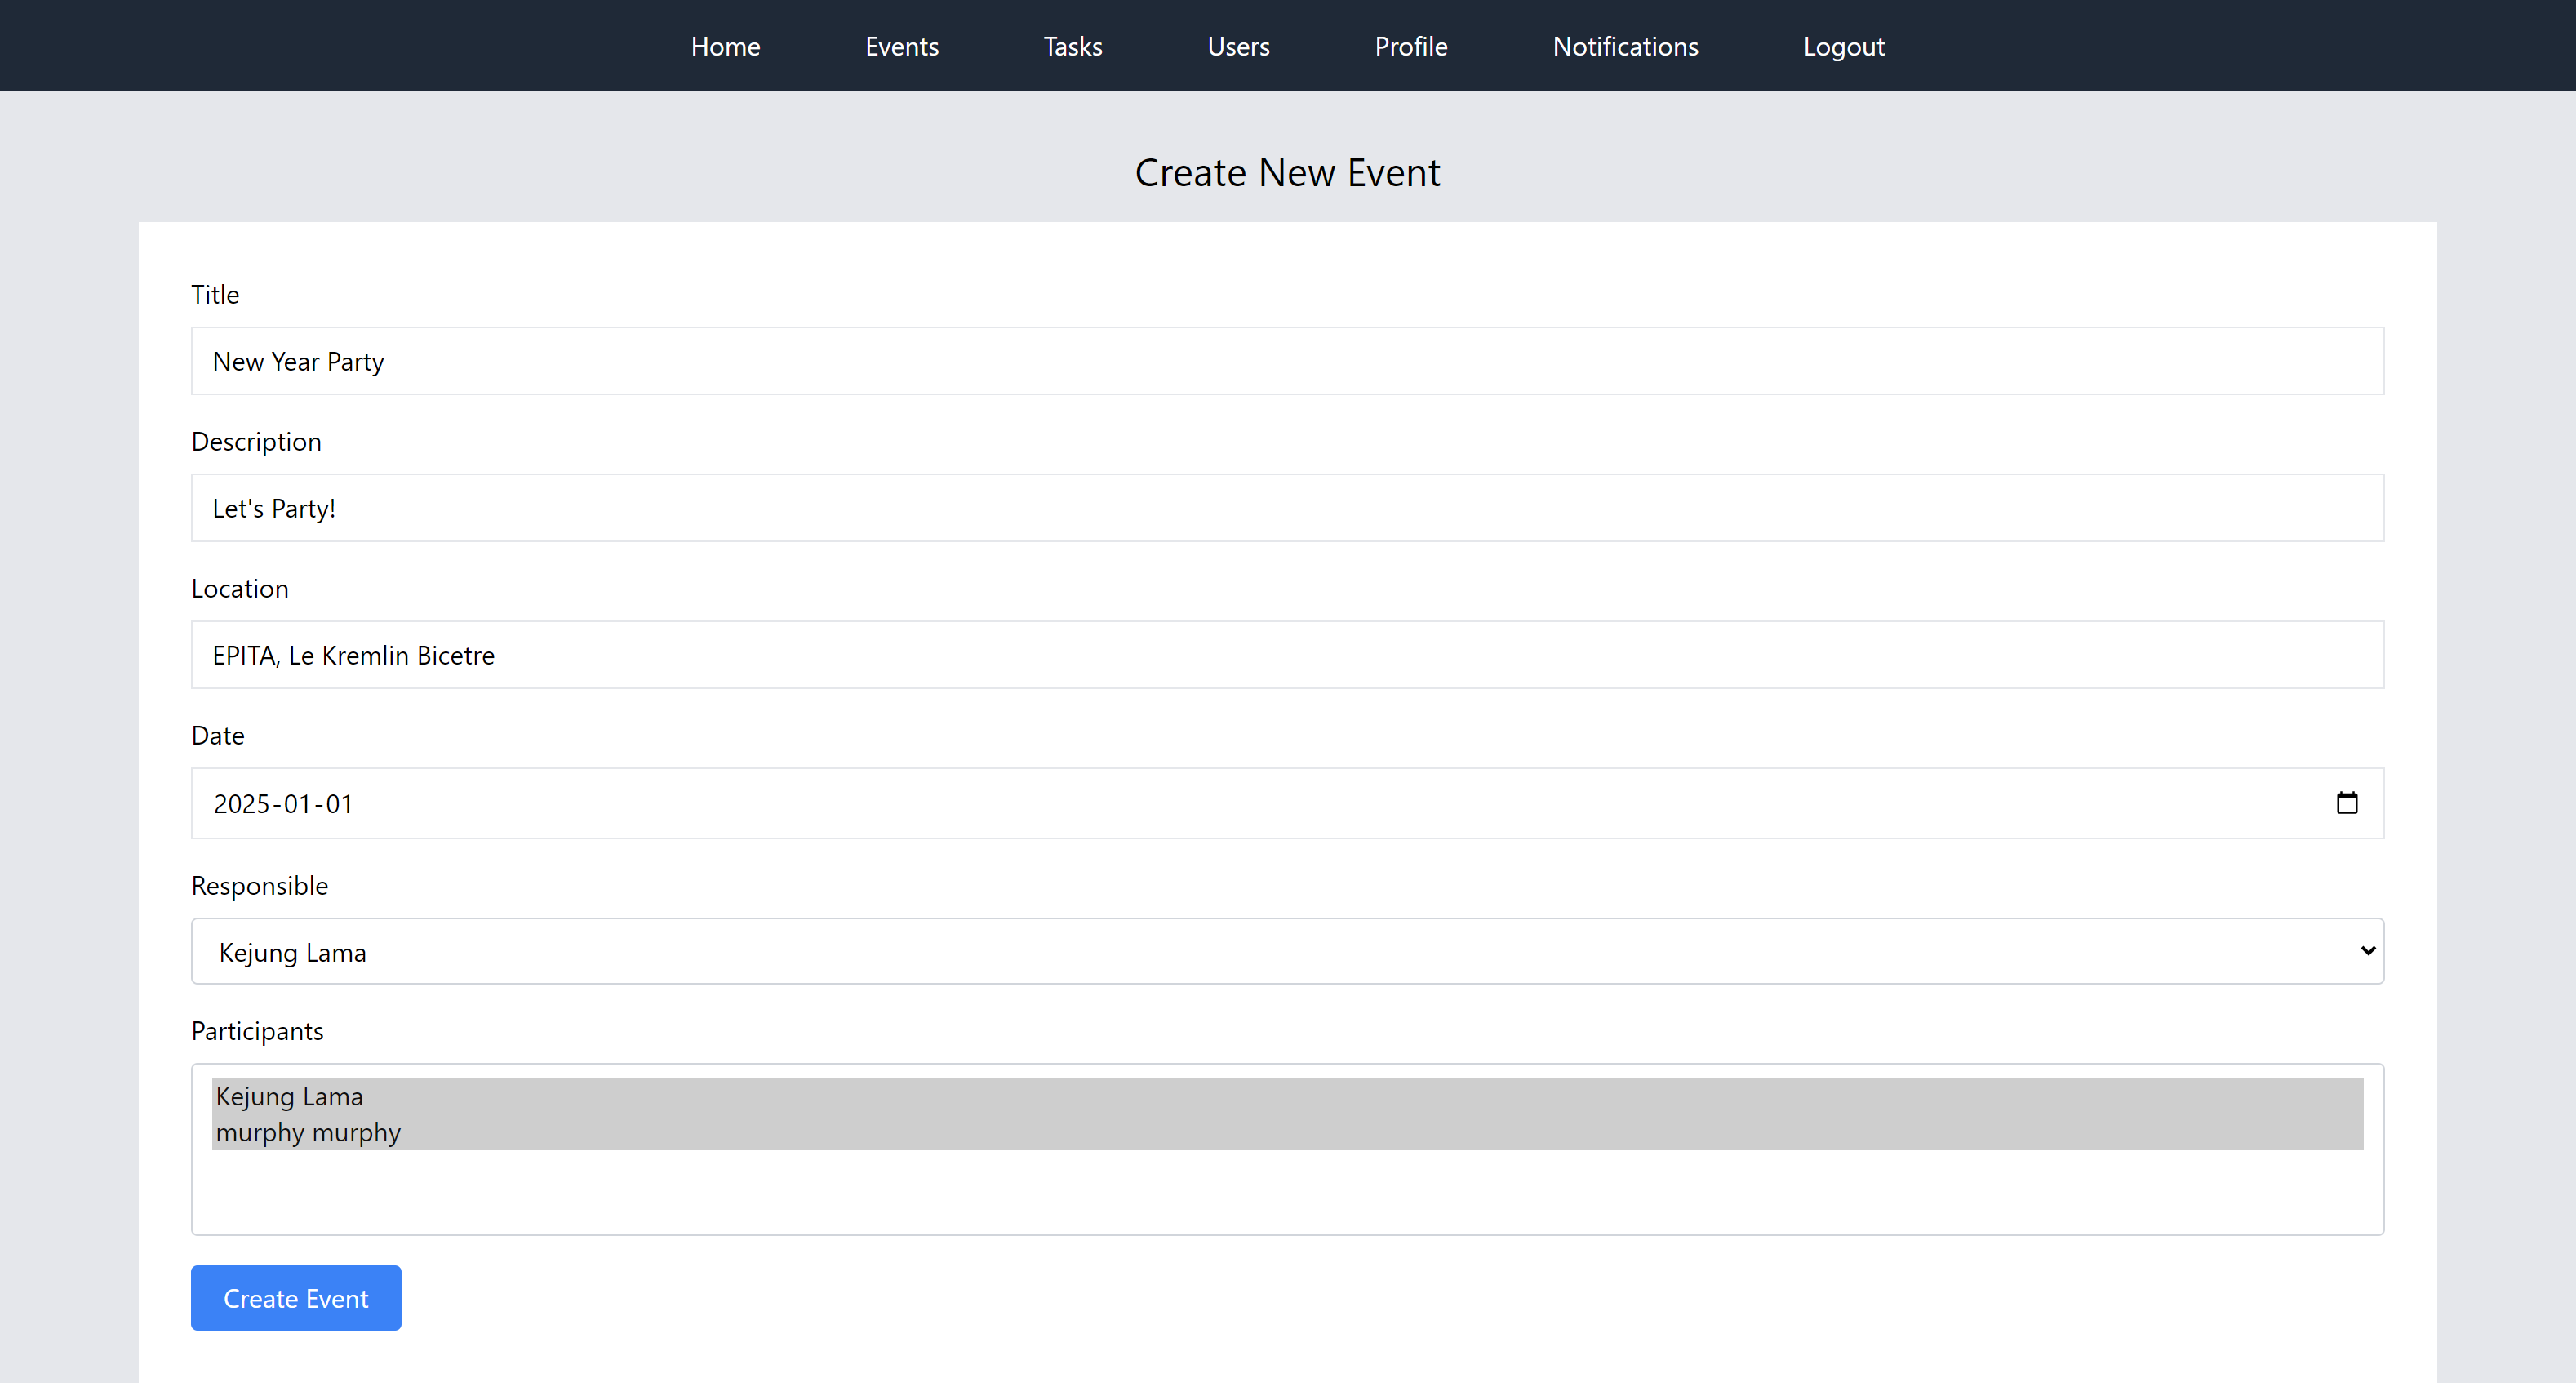 Home Events Tasks Users Profile Notifications Logout
Create New Event
Title
New Year Party
Description
Let's Party!
Location
EPITA, Le Kremlin Bicetre
Date
2025-01-01
Responsible
Kejung Lama
Participants
Kejung Lama
murphy murphy
Create Event